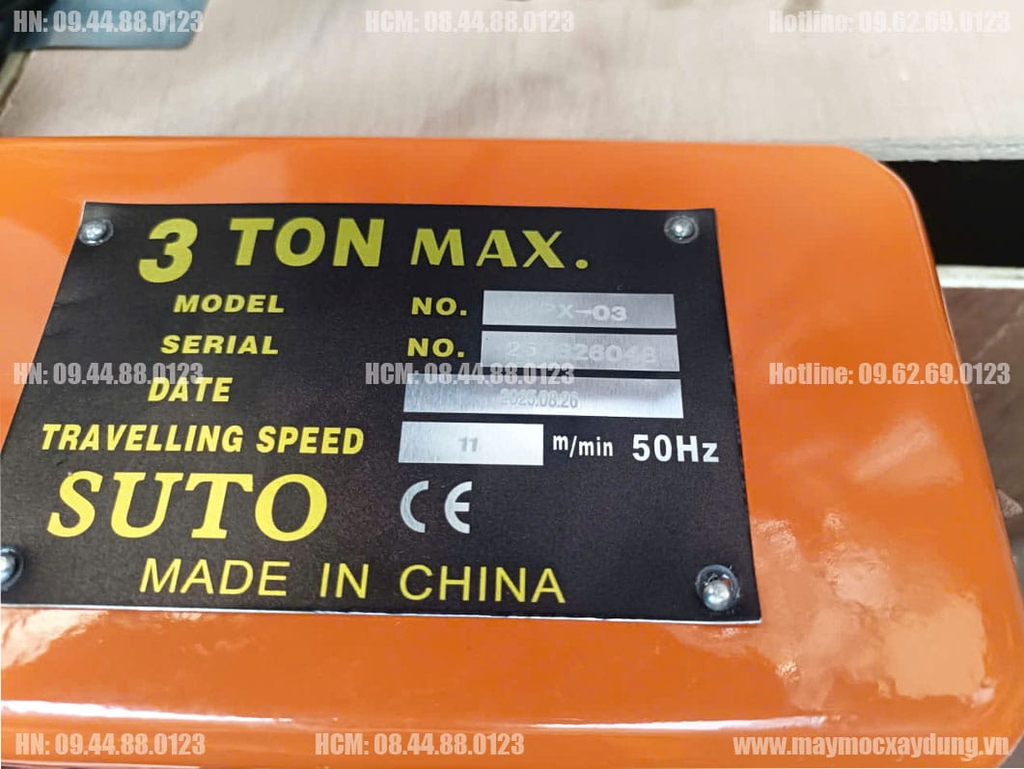 HN: 09.44.88.0123 HCM: 08.44.88.0123 Hotline: 09.62.69.0123
3 TON MAX.
MODEL NO. PX-03
SERIAL NO.
HN: 09.44.88.0123 HCM: 08.44.88.0123 Hotline: 09.62.69.0123
DATE 2025.08.26
TRAVELLING SPEED 11 m/min 50Hz
SUTO CE
MADE IN CHINA
HN: 09.44.88.0123 HCM: 08.44.88.0123 www.maymocxaydung.vn